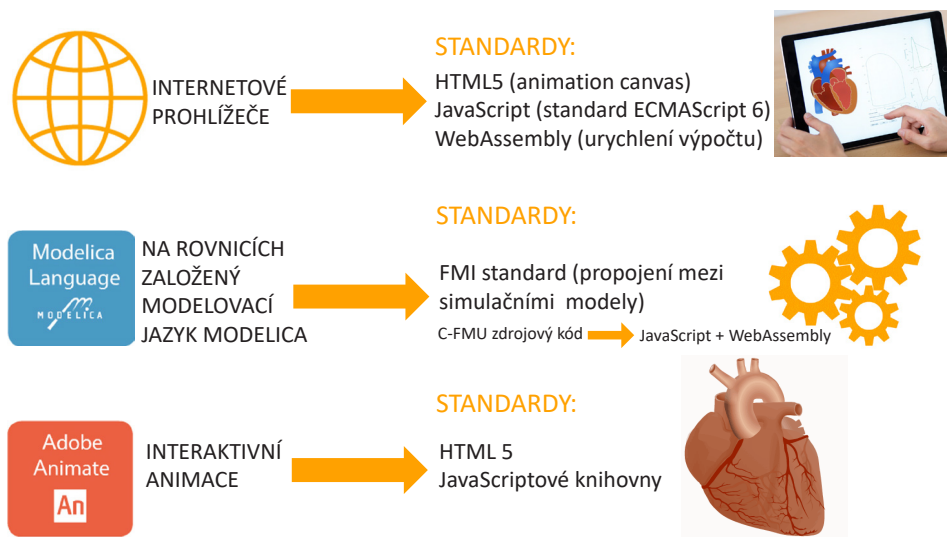 INTERNETOVÉ
PROHLÍŽEČE
STANDARDY:
HTML5 (animation canvas)
JavaScript (standard ECMAScript 6)
WebAssembly (urychlení výpočtu)
Modelica
Language
MODELICA
NA ROVNICÍCH
ZALOŽENÝ
MODELOVACÍ
JAZYK MODELICA
STANDARDY:
FMI standard (propojení mezi
simulačními modely)
C-FMU zdrojový kód
JavaScript + WebAssembly
Adobe
Animate
An
INTERAKTIVNÍ
ANIMACE
STANDARDY:
HTML 5
JavaScriptové knihovny